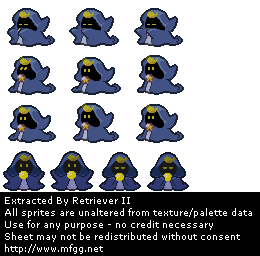 Extracted By Retriever II
All sprites are unaltered from texture/palette data
Use for any purpose - no credit necessary
Sheet may not be redistributed without consent
http://www.mfgg.net